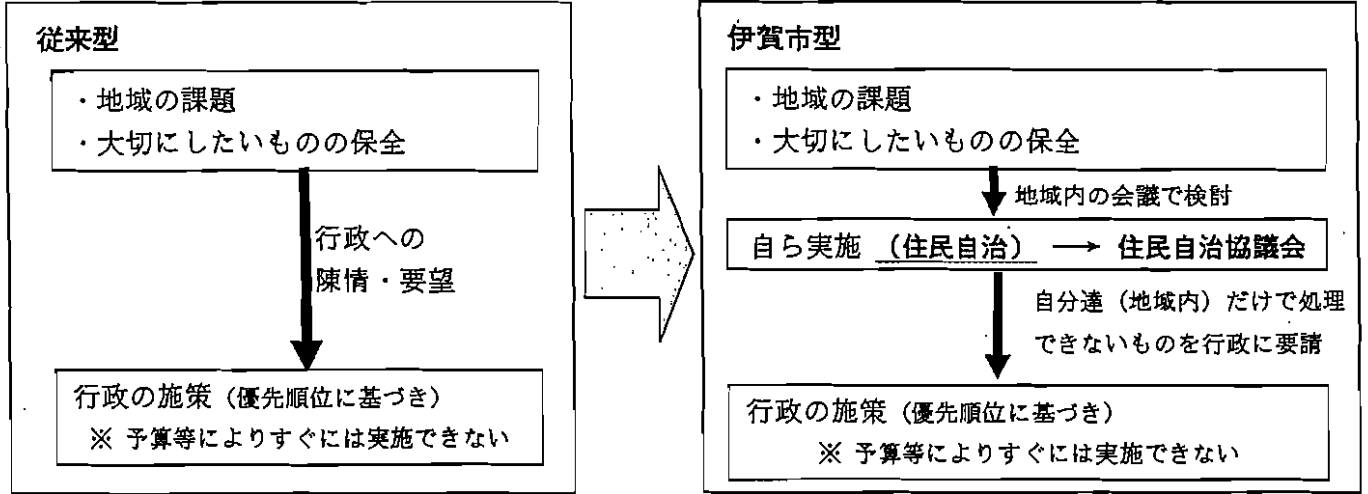 従来型
・地域の課題
・大切にしたいものの保全
行政への
陳情・要望
行政の施策（優先順位に基づき）
※ 予算等によりすぐには実施できない
伊賀市型
・地域の課題
・大切にしたいものの保全
地域内の会議で検討
自ら実施 （住民自治） → 住民自治協議会
自分達（地域内）だけで処理
できないものを行政に要請
行政の施策（優先順位に基づき）
※ 予算等によりすぐには実施できない